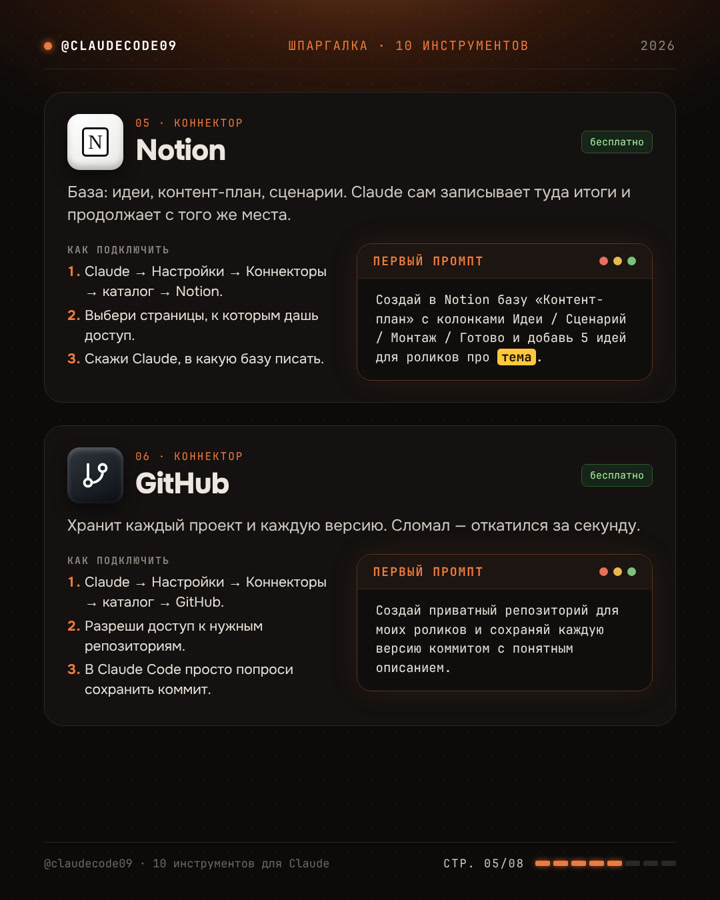 @CLAUDECODE09
ШПАРГАЛКА · 10 ИНСТРУМЕНТОВ
2026
N
05 · КОННЕКТОР
Notion
бесплатно
База: идеи, контент-план, сценарии. Claude сам записывает туда итоги и
продолжает с того же места.
КАК ПОДКЛЮЧИТЬ
1. Claude → Настройки → Коннекторы
→ каталог → Notion.
2. Выбери страницы, к которым дашь
доступ.
3. Скажи Claude, в какую базу писать.
ПЕРВЫЙ ПРОМПТ
Создай в Notion базу «Контент-
план» с колонками Идеи / Сценарий
/ Монтаж / Готово и добавь 5 идей
для роликов про тема.
06 · КОННЕКТОР
GitHub
бесплатно
Хранит каждый проект и каждую версию. Сломал — откатился за секунду.
КАК ПОДКЛЮЧИТЬ
1. Claude → Настройки → Коннекторы
→ каталог → GitHub.
2. Разреши доступ к нужным
репозиториям.
3. В Claude Code просто попроси
сохранить коммит.
ПЕРВЫЙ ПРОМПТ
Создай приватный репозиторий для
моих роликов и сохраняй каждую
версию коммитом с понятным
описанием.
@claudecode09 · 10 инструментов для Claude
СТР. 05/08